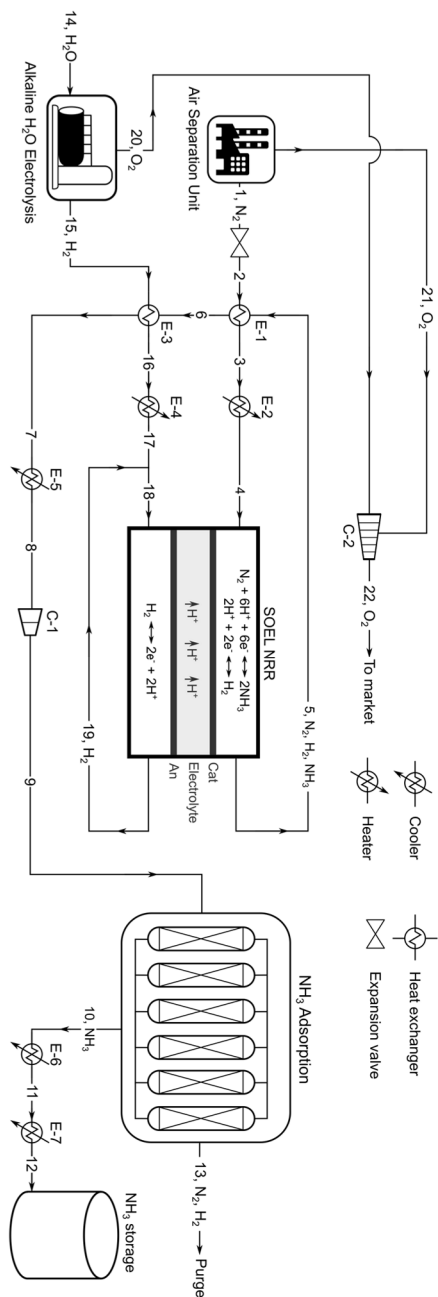 14, H₂O
Alkaline H₂O Electrolysis
20, O₂
15, H₂
Air Separation Unit
1, N₂
2
E-1
3
E-2
4
6
E-3
16
E-4
17
18
7
E-5
8
C-1
9
21, O₂
C-2
22, O₂
To market
SOEL NRR
N₂ + 6H⁺ + 6e⁻ ⟷ 2NH₃
2H⁺ + 2e⁻ ⟷ H₂
H⁺ H⁺ H⁺
H₂ ⟷ 2e⁻ + 2H⁺
Cat
Electrolyte
An
5, N₂, H₂, NH₃
19, H₂
NH₃ Adsorption
10, NH₃
E-6
11
E-7
12
NH₃ storage
13, N₂, H₂
Purge
Cooler
Heater
Heat exchanger
Expansion valve